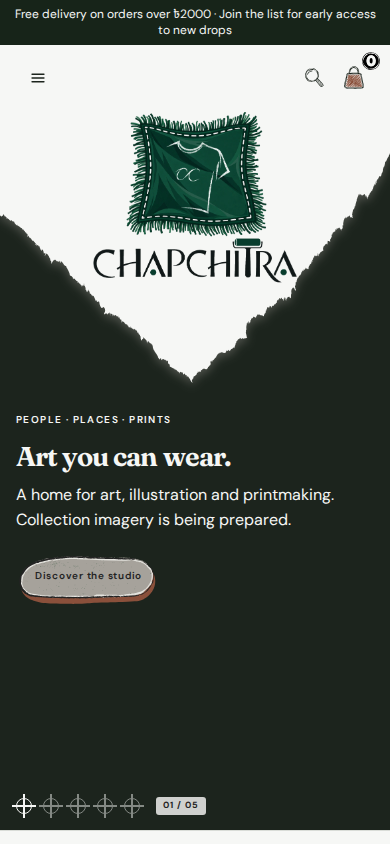 Free delivery on orders over ৳2000 · Join the list for early access
to new drops
0
CC
CHAPCHITRA
PEOPLE · PLACES · PRINTS
Art you can wear.
A home for art, illustration and printmaking.
Collection imagery is being prepared.
Discover the studio
01 / 05